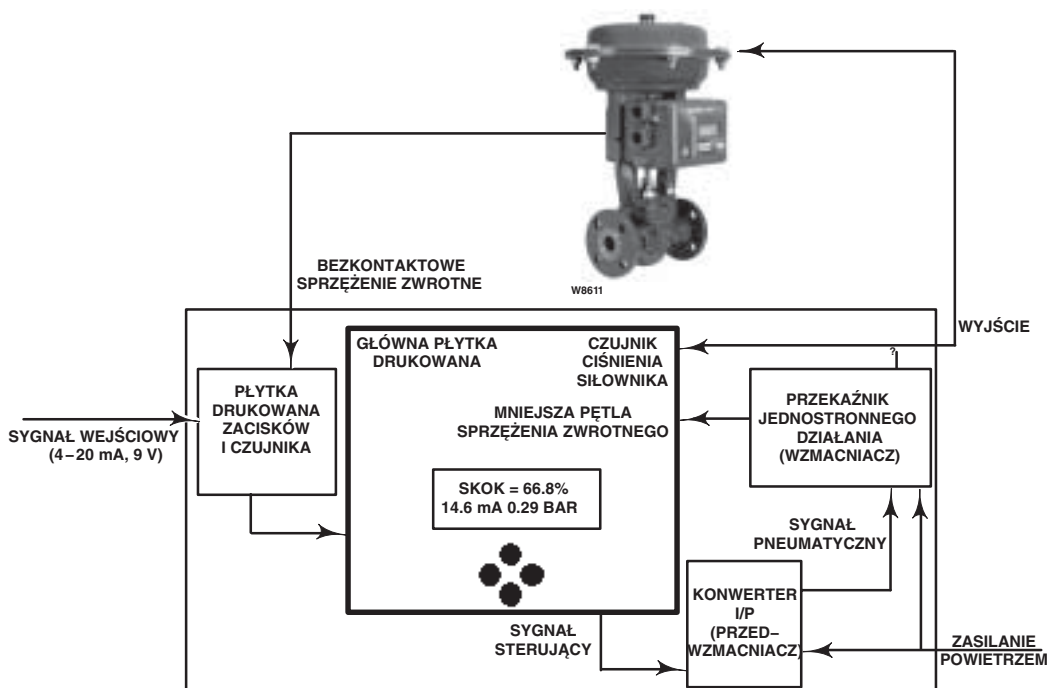 W8611
BEZKONTAKTOWE
SPRZĘŻENIE ZWROTNE
WYJŚCIE
GŁÓWNA PŁYTKA
DRUKOWANA
CZUJNIK
CIŚNIENIA
SIŁOWNIKA
?
PŁYTKA
DRUKOWANA
ZACISKÓW
I CZUJNIKA
PRZEKAŹNIK
JEDNOSTRONNEGO
DZIAŁANIA
(WZMACNIACZ)
MNIEJSZA PĘTLA
SPRZĘŻENIA ZWROTNEGO
SYGNAŁ WEJŚCIOWY
(4–20 mA, 9 V)
SKOK = 66.8%
14.6 mA 0.29 BAR
SYGNAŁ
PNEUMATYCZNY
KONWERTER
I/P
(PRZED–
WZMACNIACZ)
SYGNAŁ
STERUJĄCY
ZASILANIE
POWIETRZEM